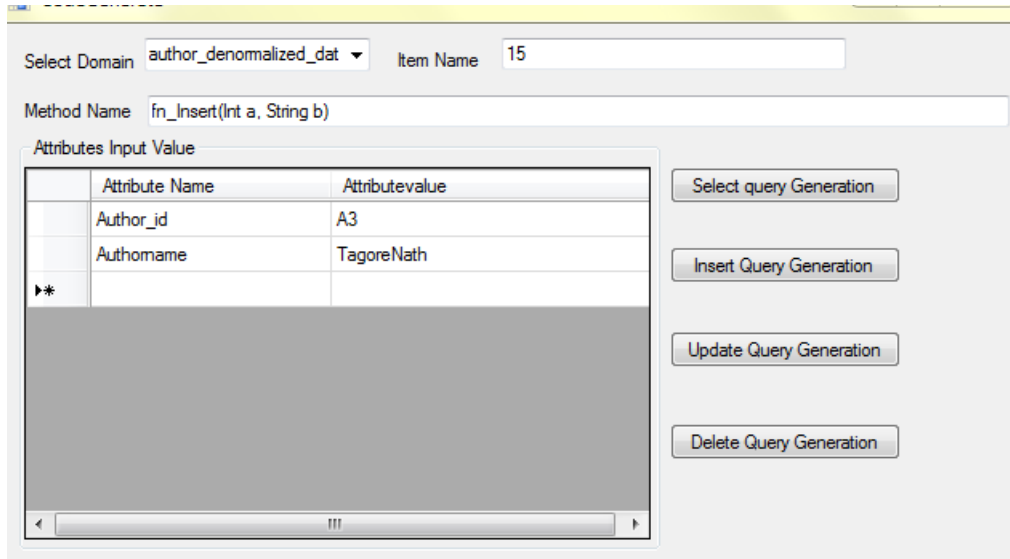 Select Domain author_denormalized_dat Item Name 15
Method Name fn_Insert(Int a, String b)
Attributes Input Value
Attribute Name Attributevalue
Author_id A3
Authorname TagoreNath
Select query Generation
Insert Query Generation
Update Query Generation
Delete Query Generation